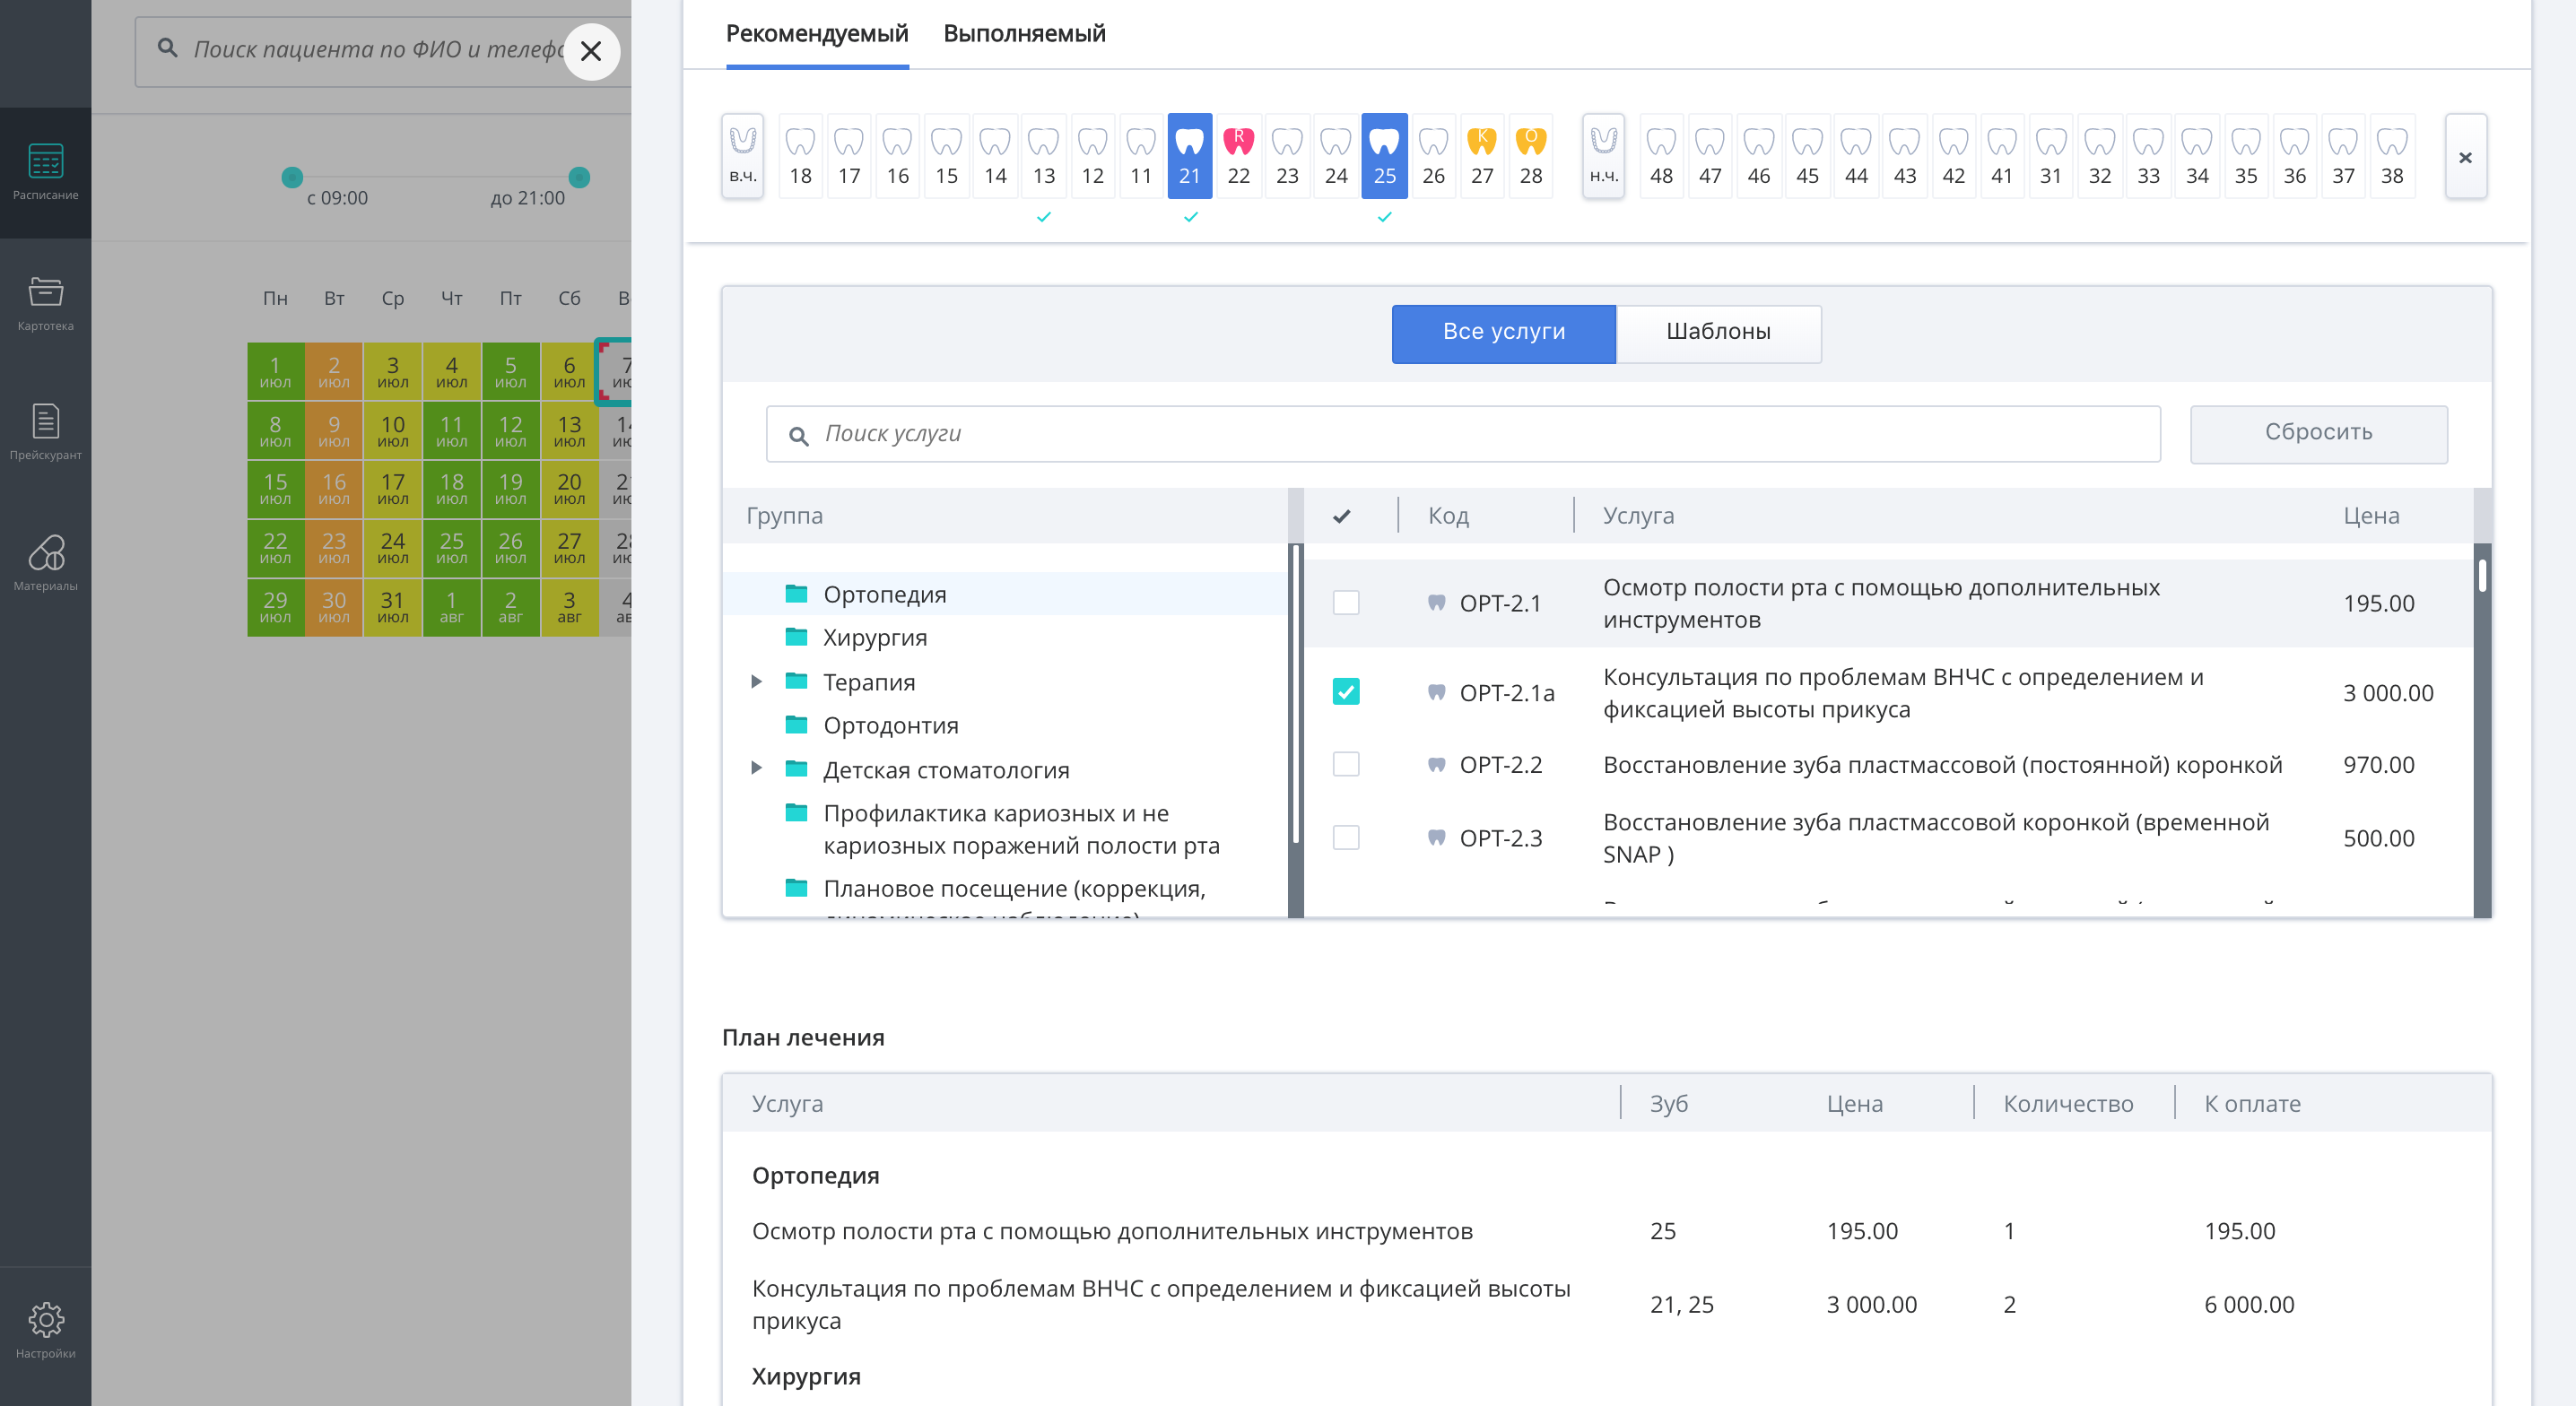 Поиск пациента по ФИО и телеф
Расписание
Картотека
Прейскурант
Материалы
Настройки
с 09:00
до 21:00
Пн Вт Ср Чт Пт Сб
1 июл 2 июл 3 июл 4 июл 5 июл 6 июл 7
8 июл 9 июл 10 июл 11 июл 12 июл 13 июл
15 июл 16 июл 17 июл 18 июл 19 июл 20 июл
22 июл 23 июл 24 июл 25 июл 26 июл 27 июл
29 июл 30 июл 31 июл 1 авг 2 авг 3 авг 4
Рекомендуемый Выполняемый
R К О
в.ч. 18 17 16 15 14 13 12 11 21 22 23 24 25 26 27 28 н.ч. 48 47 46 45 44 43 42 41 31 32 33 34 35 36 37 38
Все услуги Шаблоны
Поиск услуги
Сбросить
Группа
Ортопедия
Хирургия
Терапия
Ортодонтия
Детская стоматология
Профилактика кариозных и не
кариозных поражений полости рта
Плановое посещение (коррекция,
Код Услуга Цена
ОРТ-2.1 Осмотр полости рта с помощью дополнительных 195.00
инструментов
ОРТ-2.1а Консультация по проблемам ВНЧС с определением и 3 000.00
фиксацией высоты прикуса
ОРТ-2.2 Восстановление зуба пластмассовой (постоянной) коронкой 970.00
ОРТ-2.3 Восстановление зуба пластмассовой коронкой (временной 500.00
SNAP )
План лечения
Услуга Зуб Цена Количество К оплате
Ортопедия
Осмотр полости рта с помощью дополнительных инструментов 25 195.00 1 195.00
Консультация по проблемам ВНЧС с определением и фиксацией высоты 21, 25 3 000.00 2 6 000.00
прикуса
Хирургия